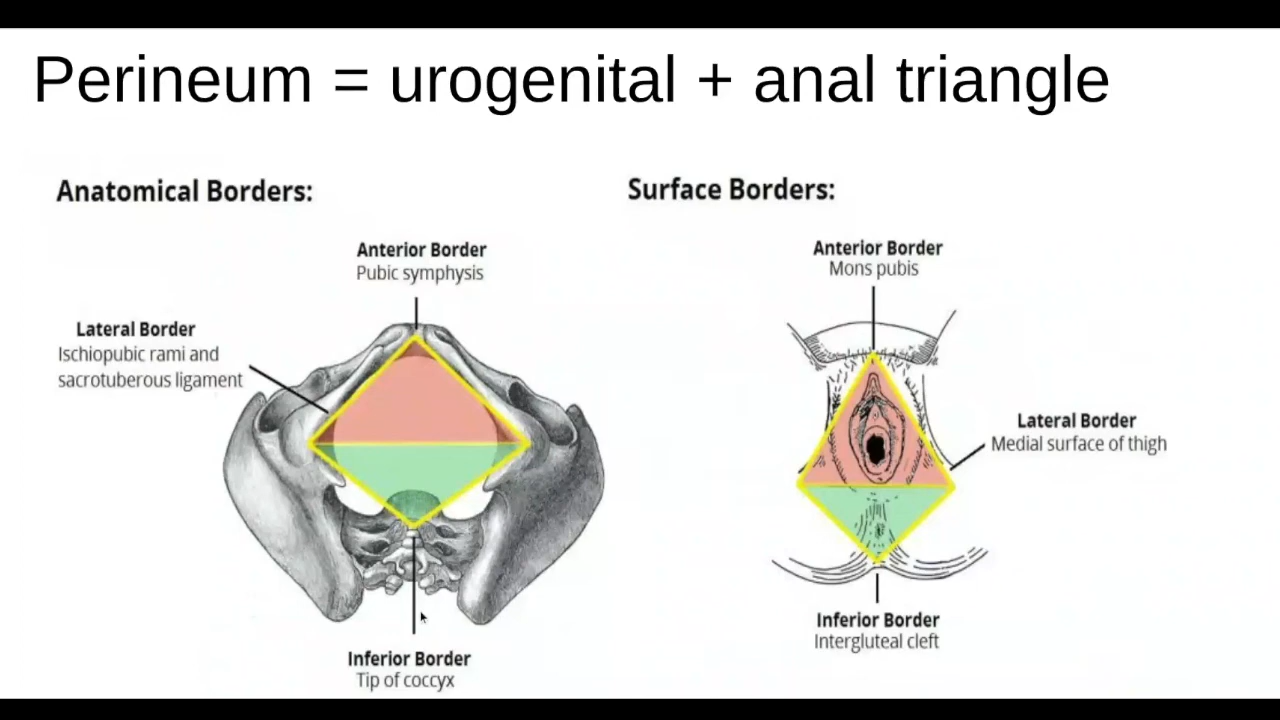 Perineum = urogenital + anal triangle
Anatomical Borders:
Anterior Border
Pubic symphysis
Lateral Border
Ischiopubic rami and
sacrotuberous ligament
Inferior Border
Tip of coccyx
Surface Borders:
Anterior Border
Mons pubis
Lateral Border
Medial surface of thigh
Inferior Border
Intergluteal cleft